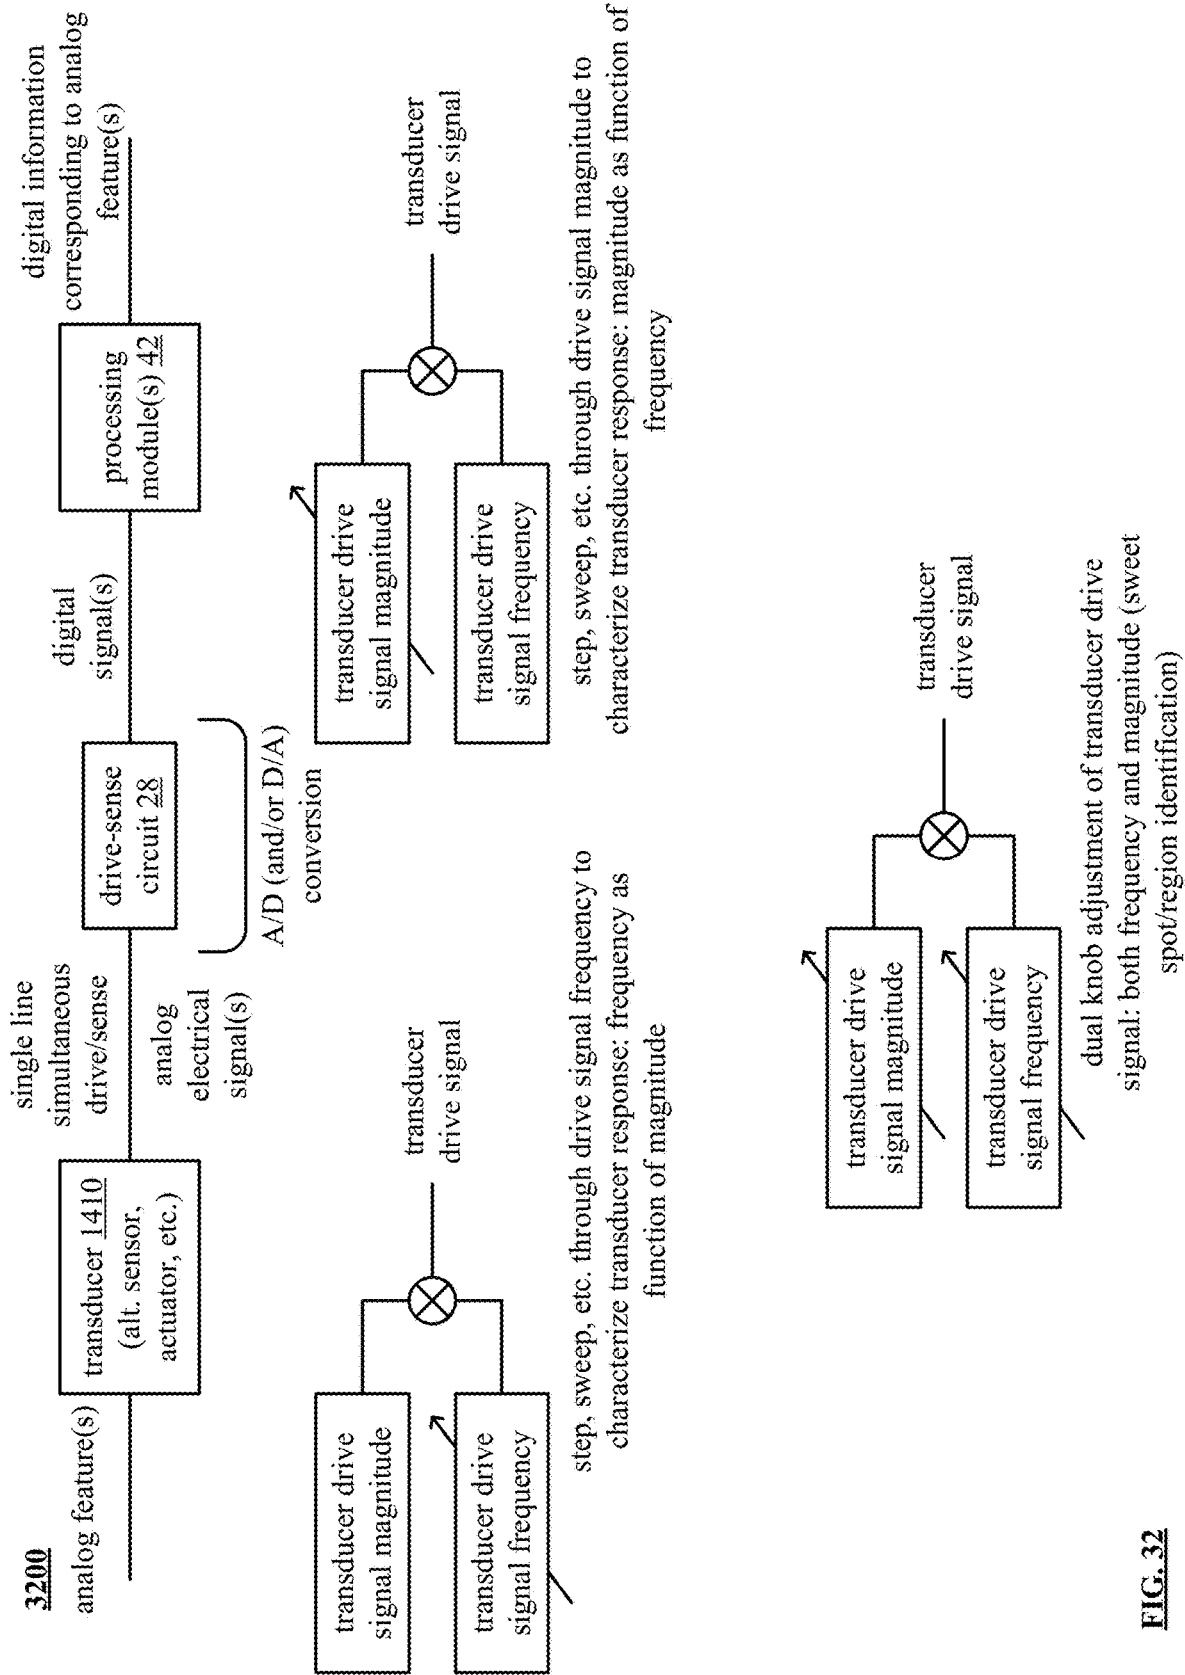 3200
analog feature(s)
transducer 1410
(alt. sensor,
actuator, etc.)
single line
simultaneous
drive/sense
analog
electrical
signal(s)
drive-sense
circuit 28
A/D (and/or D/A)
conversion
digital
signal(s)
processing
module(s) 42
digital information
corresponding to analog
feature(s)
transducer drive
signal magnitude
transducer drive
signal frequency
transducer
drive signal
step, sweep, etc. through drive signal frequency to
characterize transducer response: frequency as
function of magnitude
transducer drive
signal magnitude
transducer drive
signal frequency
transducer
drive signal
step, sweep, etc. through drive signal magnitude to
characterize transducer response: magnitude as function of
frequency
transducer drive
signal magnitude
transducer drive
signal frequency
transducer
drive signal
dual knob adjustment of transducer drive
signal: both frequency and magnitude (sweet
spot/region identification)
FIG. 32